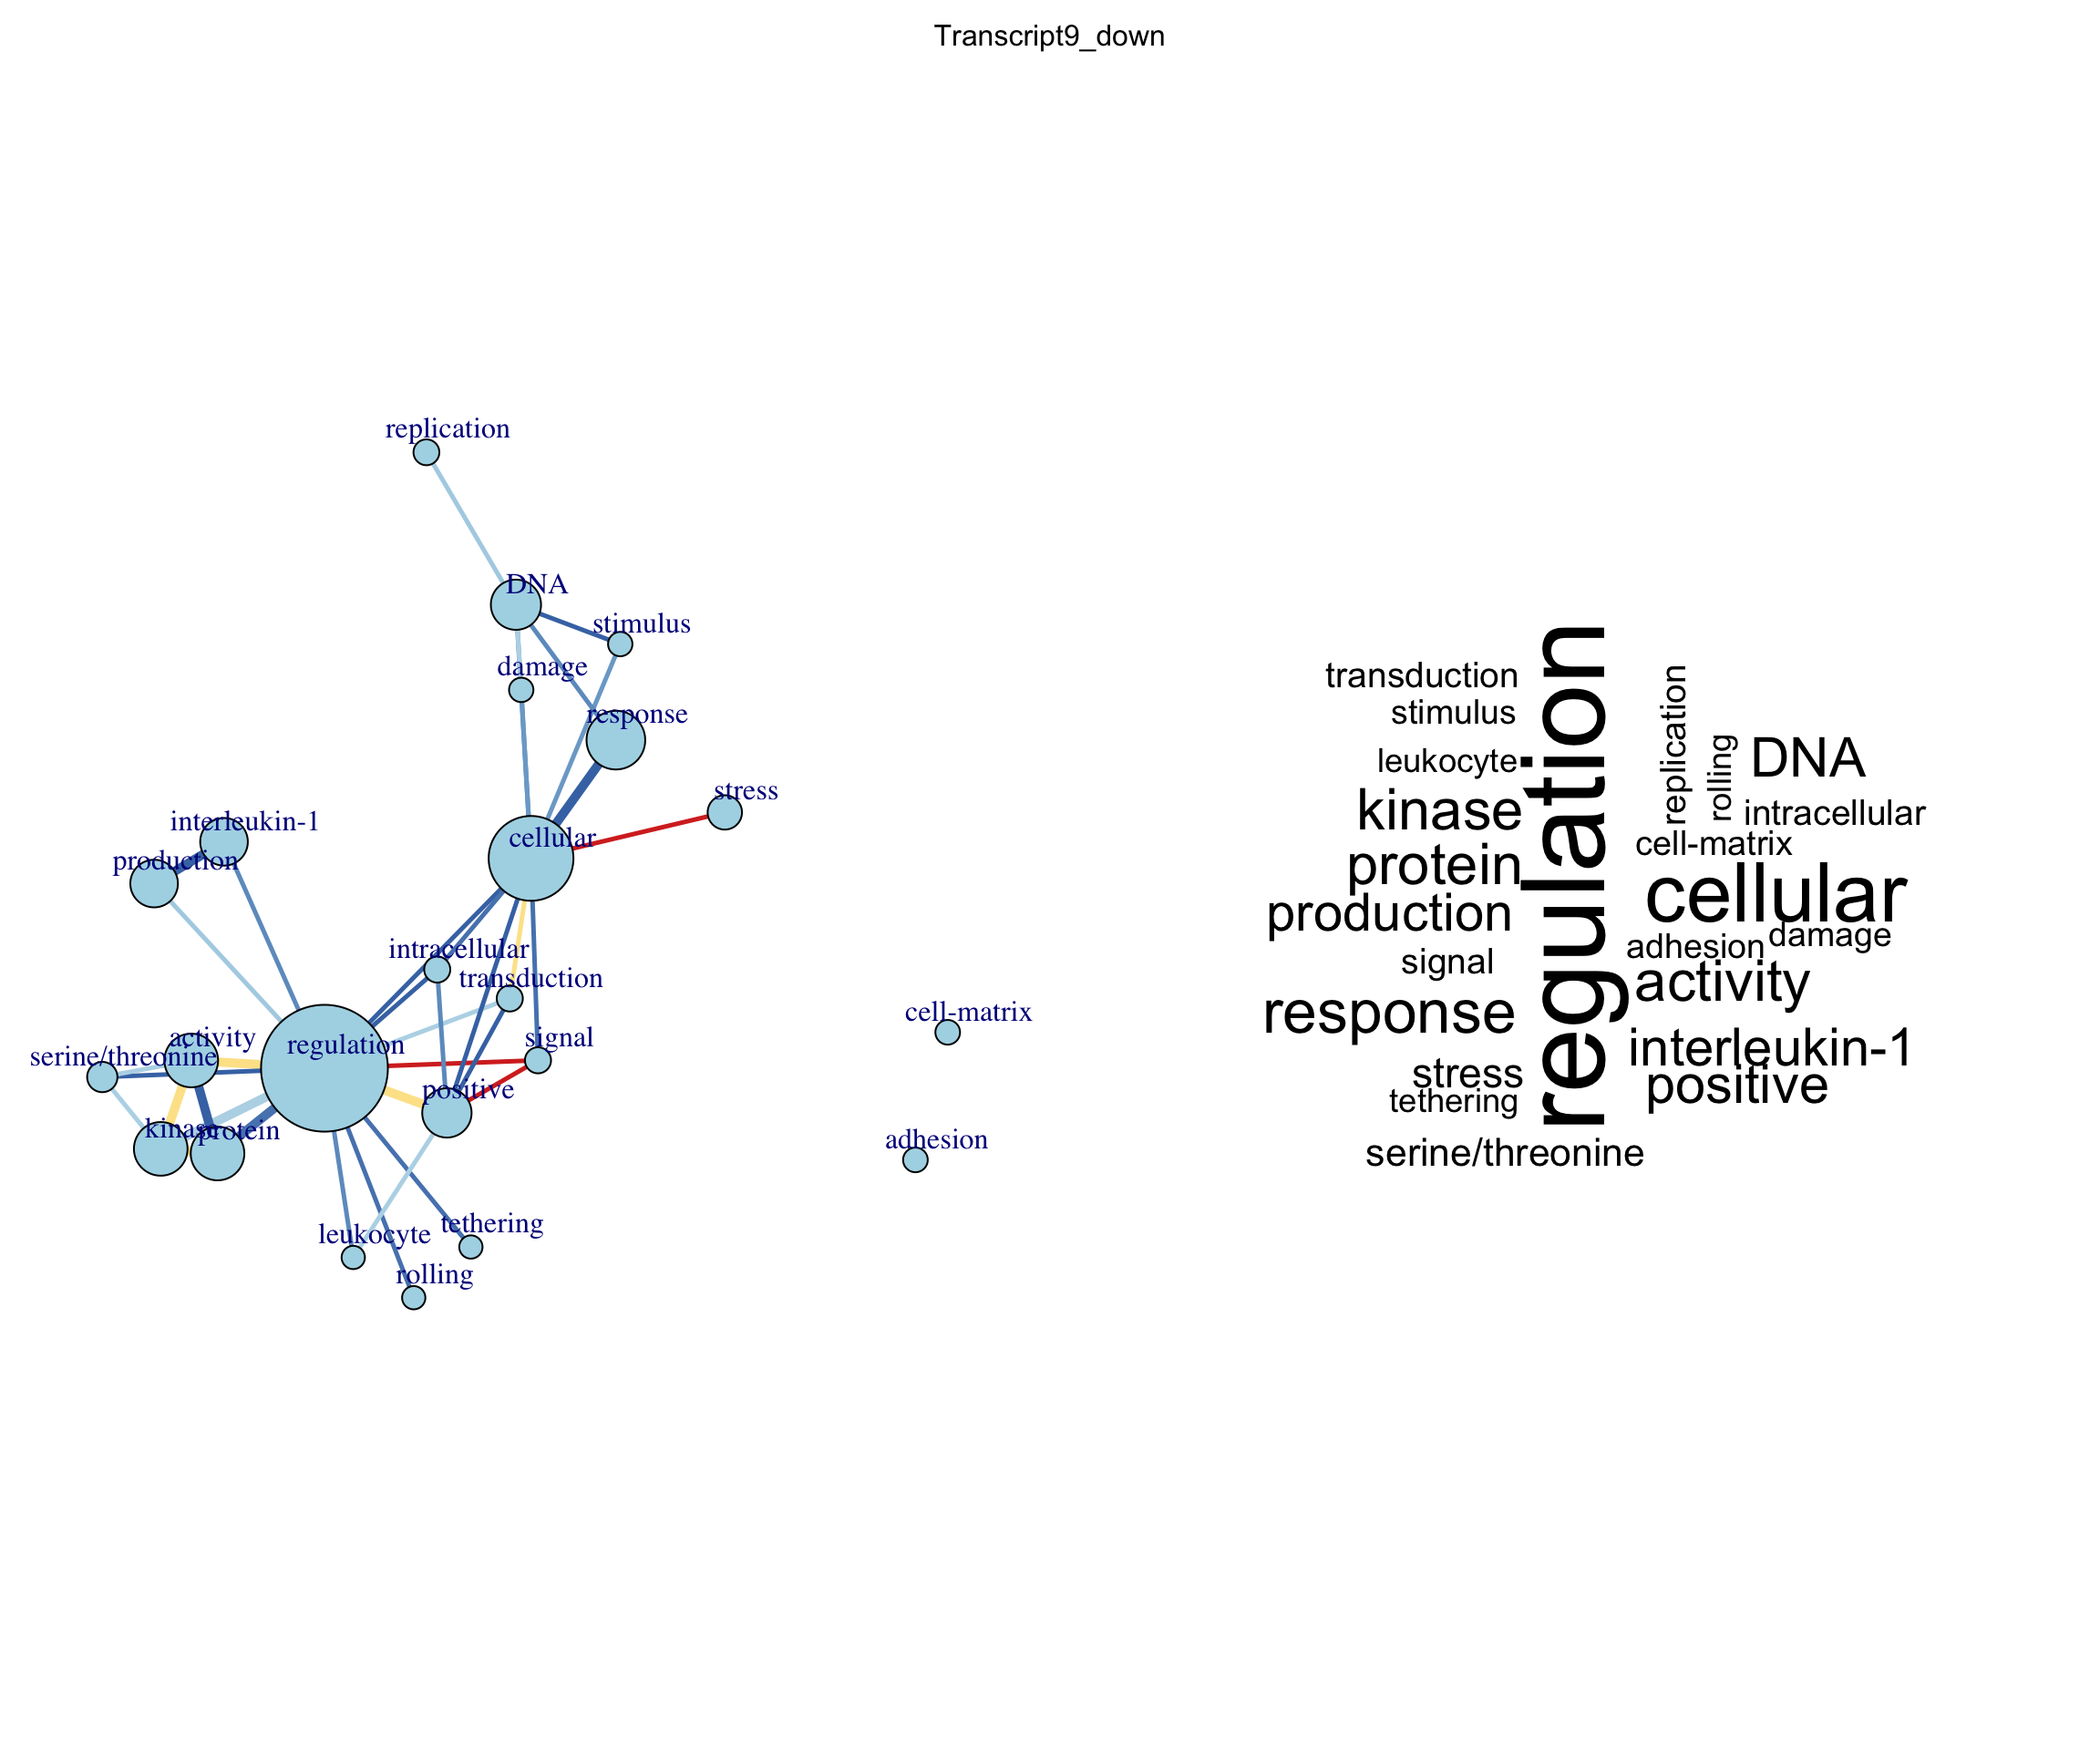 Transcript9_down
replication
DNA
stimulus
damage
response
stress
interleukin-1
cellular
production
intracellular
transduction
cell-matrix
activity
signal
regulation
serine/threonine
positive
kinase
protein
adhesion
tethering
leukocyte
rolling
transduction
stimulus
leukocyte
kinase
protein
production
signal
response
stress
tethering
serine/threonine
regulation
replication
rolling
DNA
intracellular
cell-matrix
cellular
damage
adhesion
activity
interleukin-1
positive